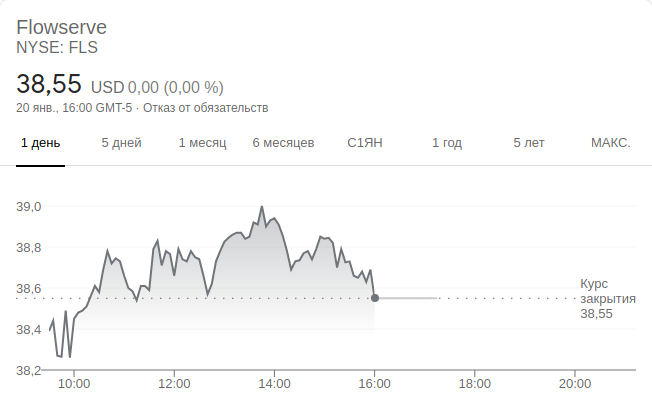 Flowserve
NYSE: FLS
38,55 USD 0,00 (0,00 %)
20 янв., 16:00 GMT-5 · Отказ от обязательств
1 день 5 дней 1 месяц 6 месяцев С1ЯН 1 год 5 лет МАКС.
39,0
38,8
38,6
38,4
38,2
Курс
закрытия
38,55
10:00 12:00 14:00 16:00 18:00 20:00